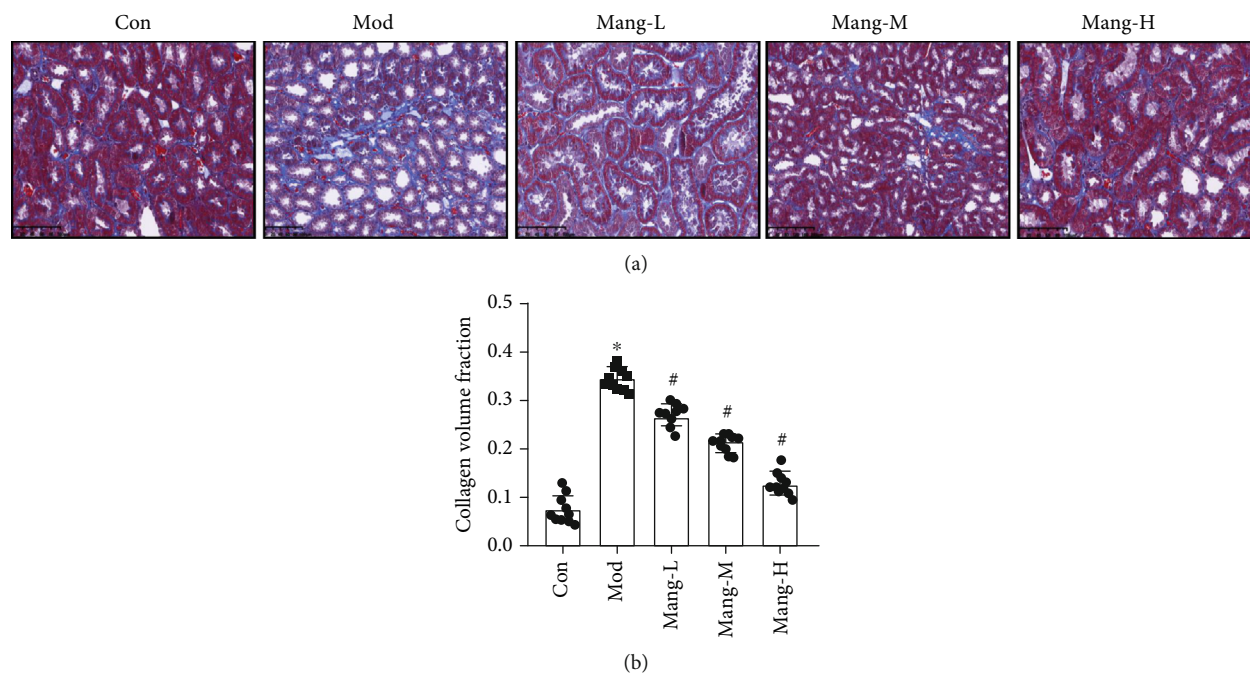 Con Mod Mang-L Mang-M Mang-H
(a)
0.5
0.4
0.3
0.2
0.1
0.0
Collagen volume fraction
*
#
#
#
Con
Mod
Mang-L
Mang-M
Mang-H
(b)